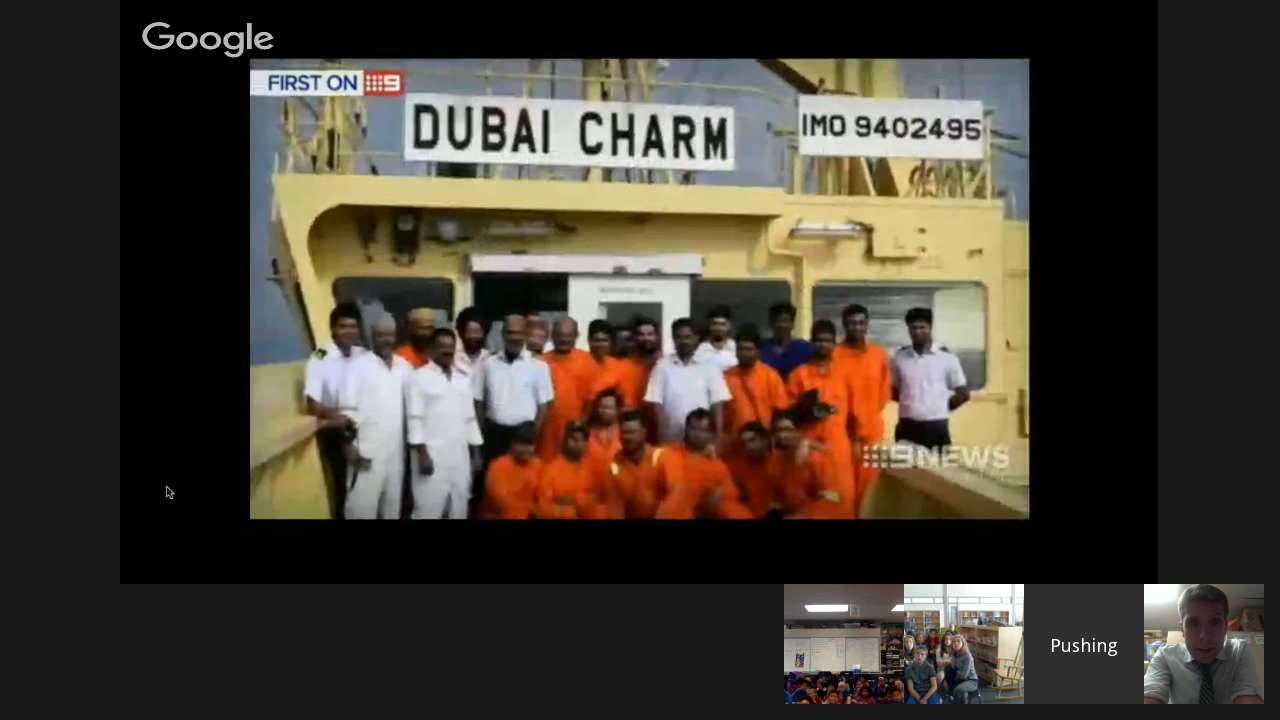 Google
FIRST ON 9
DUBAI CHARM
IMO 9402495
9NEWS
Pushing